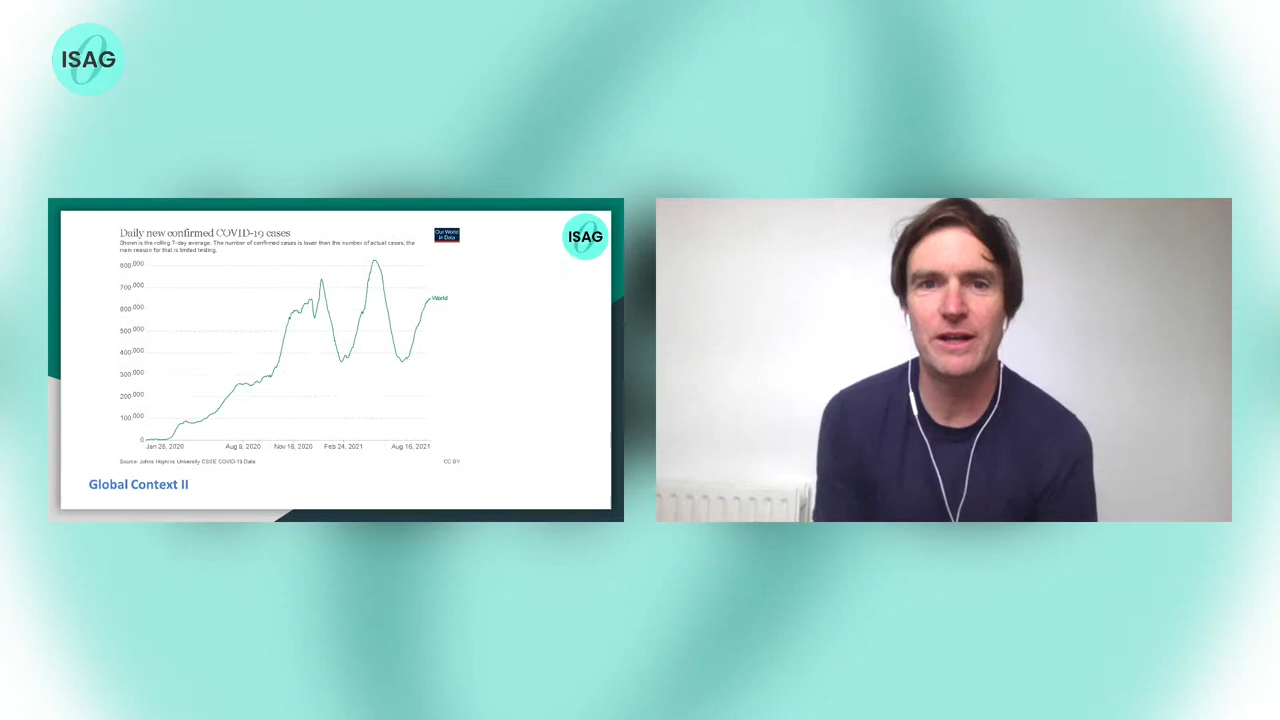 ISAG
Daily new confirmed COVID-19 cases
Shown is the rolling 7-day average. The number of confirmed cases is lower than the number of actual cases; the
main reason for that is limited testing.
Our World
in Data
ISAG
800,000
700,000
600,000
500,000
400,000
300,000
200,000
100,000
0
World
Jan 26, 2020
Aug 8, 2020
Nov 16, 2020
Feb 24, 2021
Aug 16, 2021
Source: Johns Hopkins University CSSE COVID-19 Data
CC BY
Global Context II